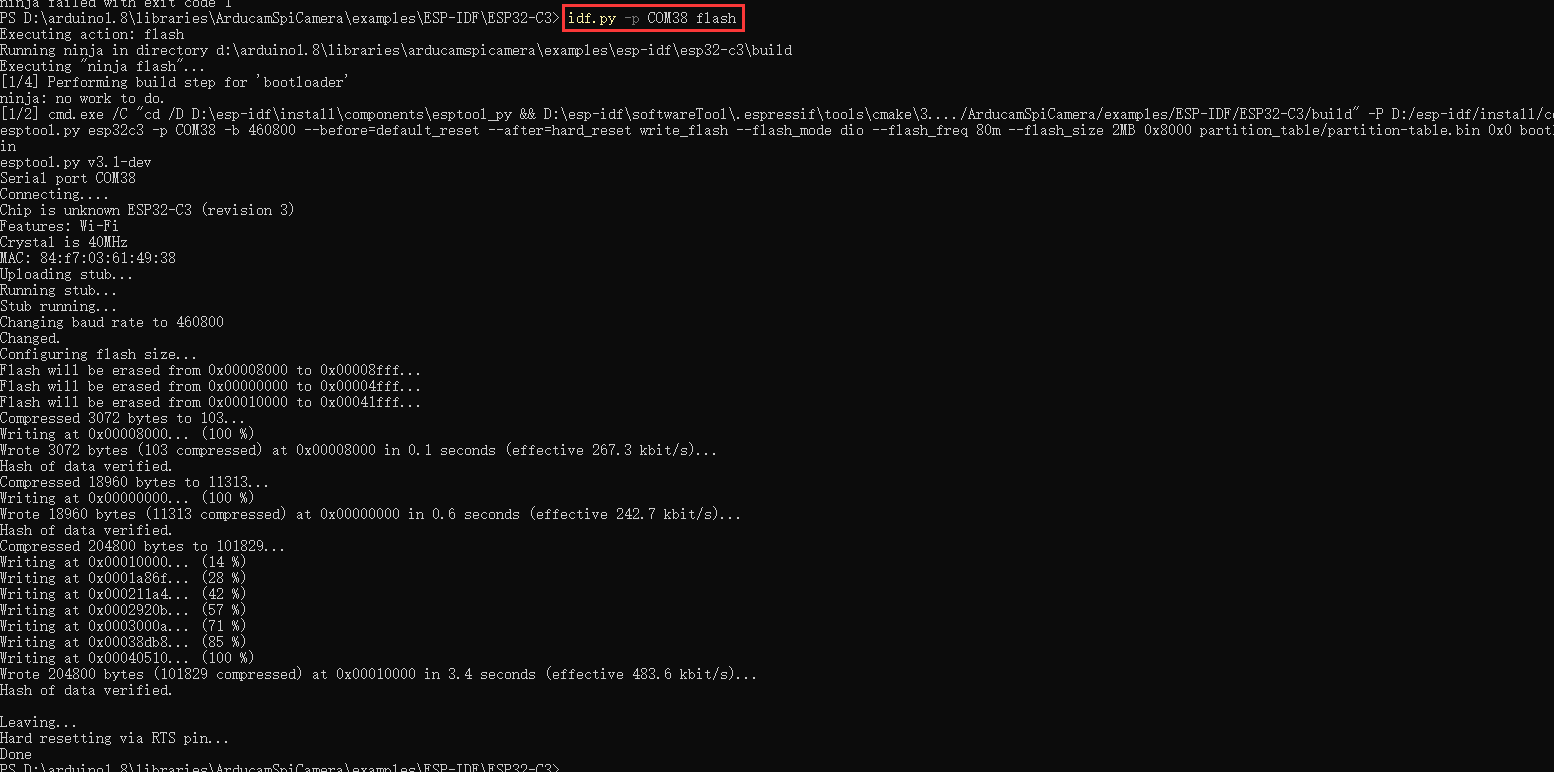 ninja failed with exit code 1
PS D:\arduino1.8\libraries\ArducamSpiCamera\examples\ESP-IDF\ESP32-C3> idf.py -p COM38 flash
Executing action: flash
Running ninja in directory d:\arduino1.8\libraries\arducamspicamera\examples\esp-idf\esp32-c3\build
Executing "ninja flash"...
[1/4] Performing build step for 'bootloader'
ninja: no work to do.
[1/2] cmd.exe /C "cd /D D:\esp-idf\install\components\esptool_py && D:\esp-idf\softwareTool\.espressif\tools\cmake\3..../ArducamSpiCamera/examples/ESP-IDF/ESP32-C3/build" -P D:/esp-idf/install/co
esptool.py esp32c3 -p COM38 -b 460800 --before=default_reset --after=hard_reset write_flash --flash_mode dio --flash_freq 80m --flash_size 2MB 0x8000 partition_table/partition-table.bin 0x0 bootl
in
esptool.py v3.1-dev
Serial port COM38
Connecting....
Chip is unknown ESP32-C3 (revision 3)
Features: Wi-Fi
Crystal is 40MHz
MAC: 84:f7:03:61:49:38
Uploading stub...
Running stub...
Stub running...
Changing baud rate to 460800
Changed.
Configuring flash size...
Flash will be erased from 0x00008000 to 0x00008fff...
Flash will be erased from 0x00000000 to 0x00004fff...
Flash will be erased from 0x00010000 to 0x00041fff...
Compressed 3072 bytes to 103...
Writing at 0x00008000... (100 %)
Wrote 3072 bytes (103 compressed) at 0x00008000 in 0.1 seconds (effective 267.3 kbit/s)...
Hash of data verified.
Compressed 18960 bytes to 11313...
Writing at 0x00000000... (100 %)
Wrote 18960 bytes (11313 compressed) at 0x00000000 in 0.6 seconds (effective 242.7 kbit/s)...
Hash of data verified.
Compressed 204800 bytes to 101829...
Writing at 0x00010000... (14 %)
Writing at 0x0001a86f... (28 %)
Writing at 0x000211a4... (42 %)
Writing at 0x0002920b... (57 %)
Writing at 0x0003000a... (71 %)
Writing at 0x00038db8... (85 %)
Writing at 0x00040510... (100 %)
Wrote 204800 bytes (101829 compressed) at 0x00010000 in 3.4 seconds (effective 483.6 kbit/s)...
Hash of data verified.
Leaving...
Hard resetting via RTS pin...
Done
PS D:\arduino1.8\libraries\ArducamSpiCamera\examples\ESP-IDF\ESP32-C3>